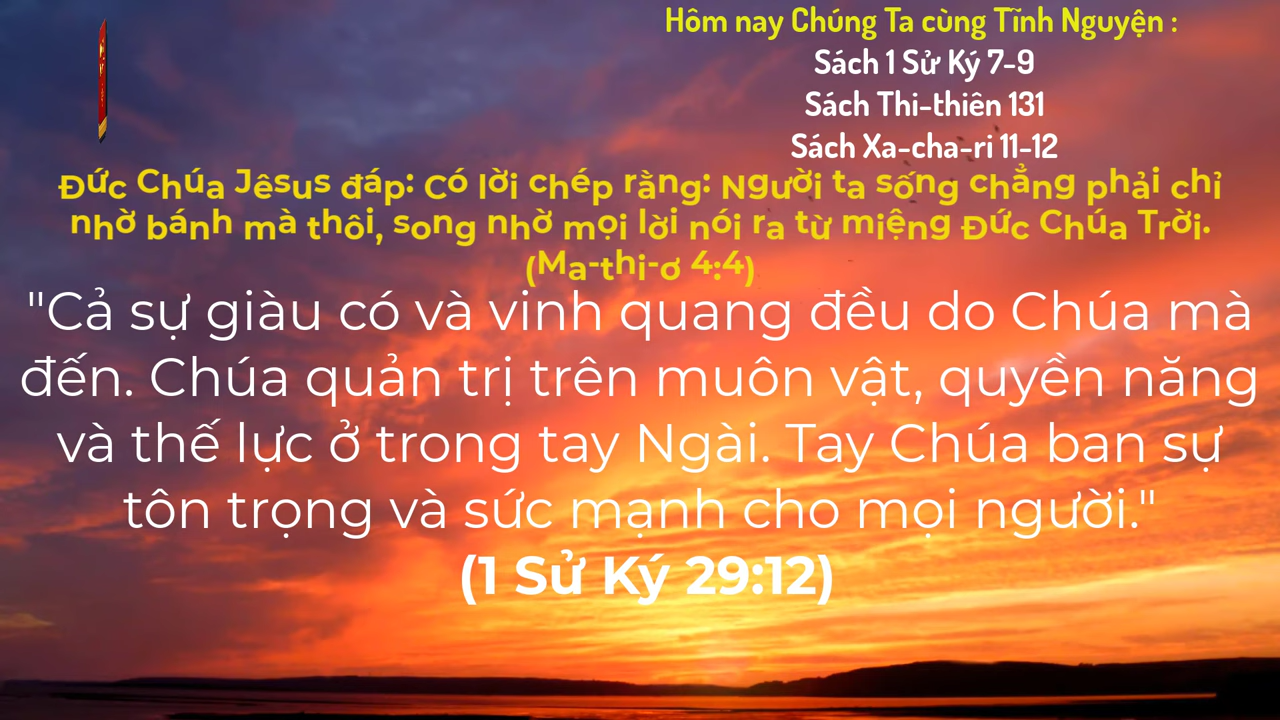 Hôm nay Chúng Ta cùng Tĩnh Nguyện :
Sách 1 Sử Ký 7-9
Sách Thi-thiên 131
Sách Xa-cha-ri 11-12
Đức Chúa Jêsus đáp: Có lời chép rằng: Người ta sống chẳng phải chỉ
nhờ bánh mà thôi, song nhờ mọi lời nói ra từ miệng Đức Chúa Trời.
(Ma-thi-ơ 4:4)
"Cả sự giàu có và vinh quang đều do Chúa mà
đến. Chúa quản trị trên muôn vật, quyền năng
và thế lực ở trong tay Ngài. Tay Chúa ban sự
tôn trọng và sức mạnh cho mọi người."
(1 Sử Ký 29:12)